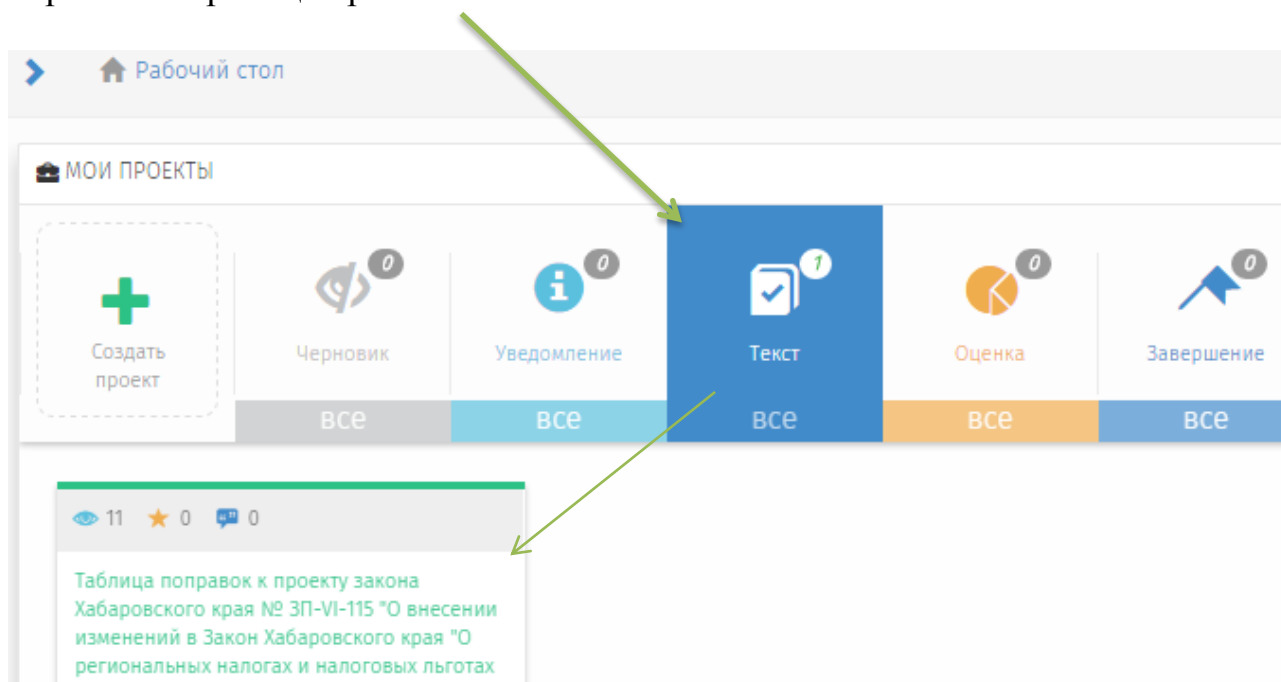 Рабочий стол
МОИ ПРОЕКТЫ
0 0 1 0 0
Создать
проект
Черновик Уведомление Текст Оценка Завершение
все все все все все
11 0 0
Таблица поправок к проекту закона
Хабаровского края № ЗП-VI-115 "О внесении
изменений в Закон Хабаровского края "О
региональных налогах и налоговых льготах